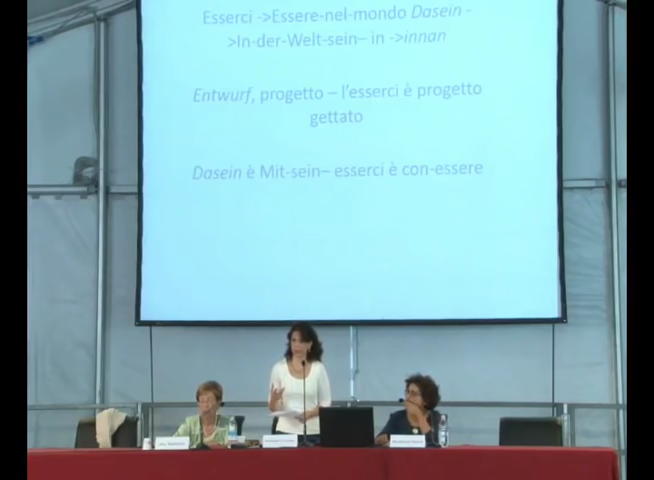 Esserci ->Essere-nel-mondo Dasein -
>In-der-Welt-sein– in ->innan
Entwurf, progetto – l'esserci è progetto
gettato
Dasein è Mit-sein– esserci è con-essere